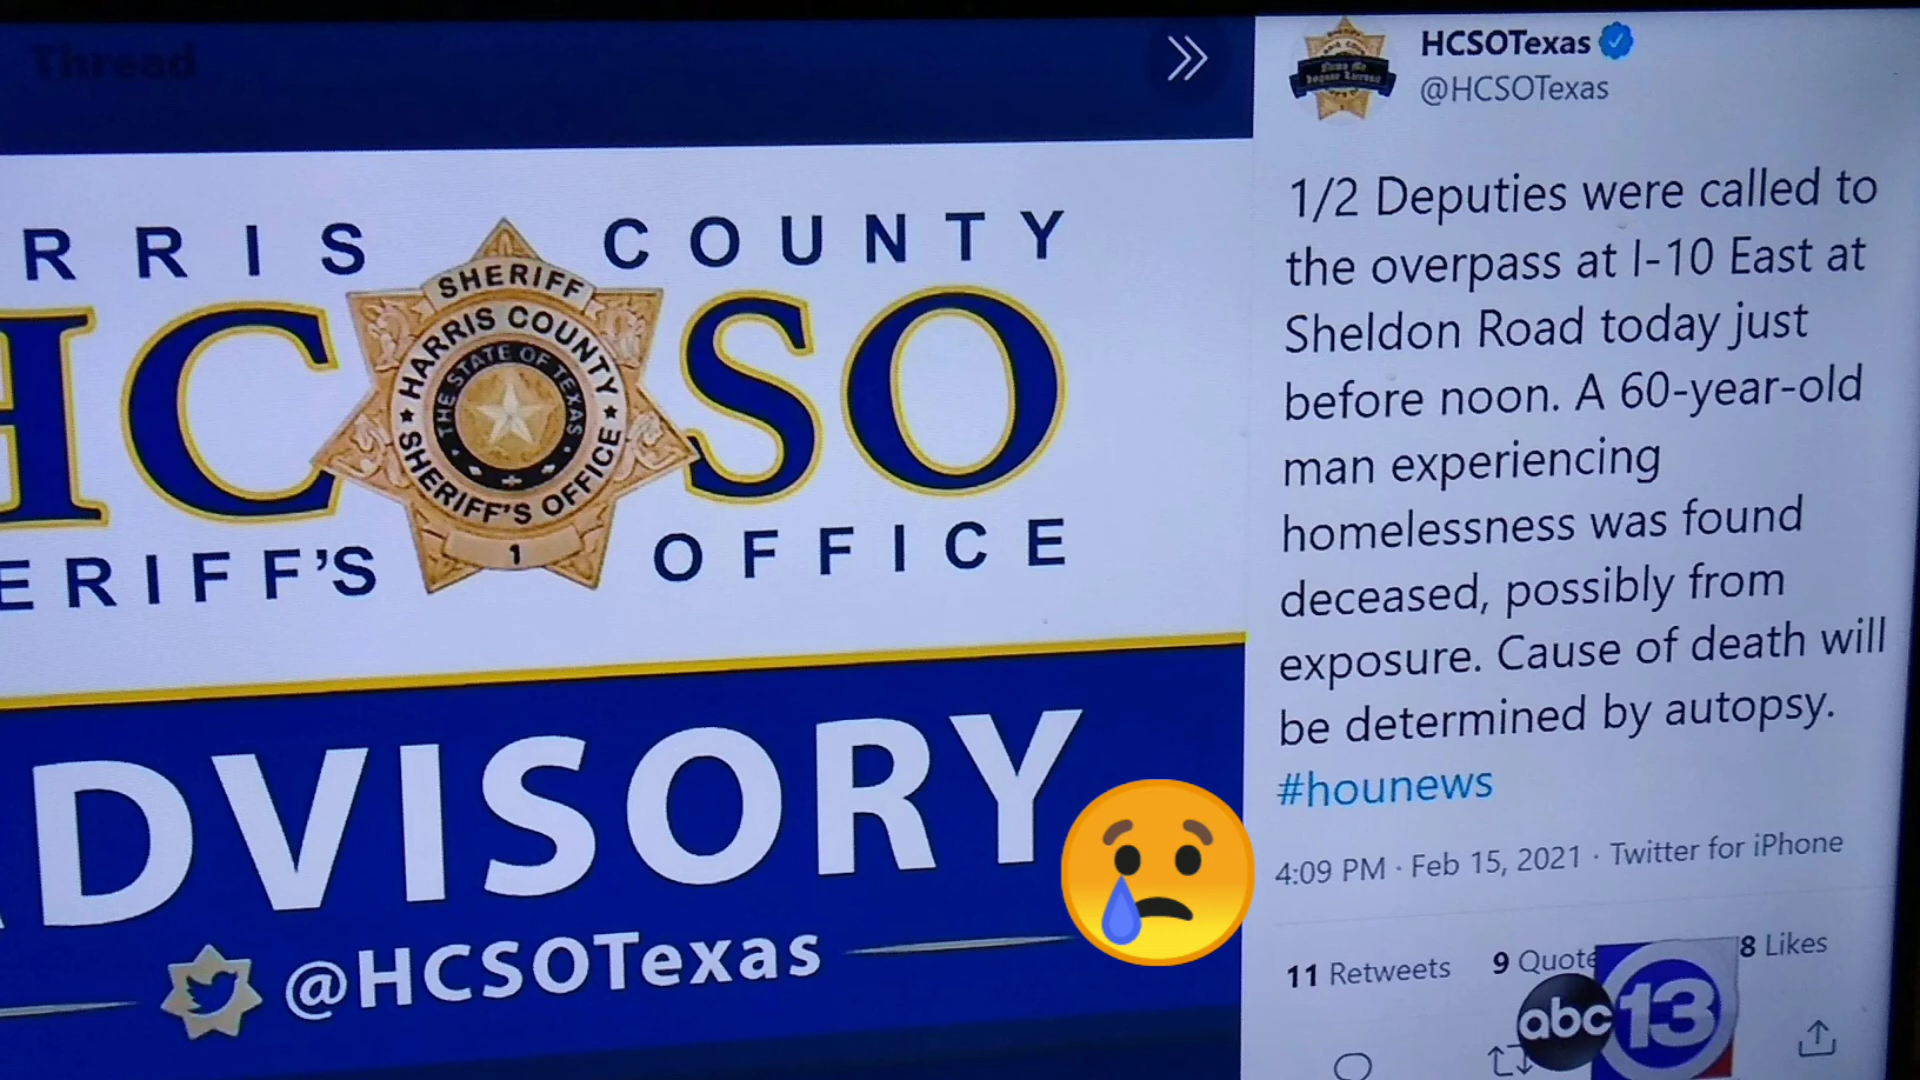 Thread
RRIS COUNTY
HC SO
SHERIFF
HARRIS COUNTY
THE STATE OF TEXAS
SHERIFF'S OFFICE
1
ERIFF'S OFFICE
DVISORY
@HCSOTexas
HCSOTexas
@HCSOTexas
1/2 Deputies were called to
the overpass at I-10 East at
Sheldon Road today just
before noon. A 60-year-old
man experiencing
homelessness was found
deceased, possibly from
exposure. Cause of death will
be determined by autopsy.
#hounews
4:09 PM · Feb 15, 2021 · Twitter for iPhone
11 Retweets 9 Quote 8 Likes
abc 13